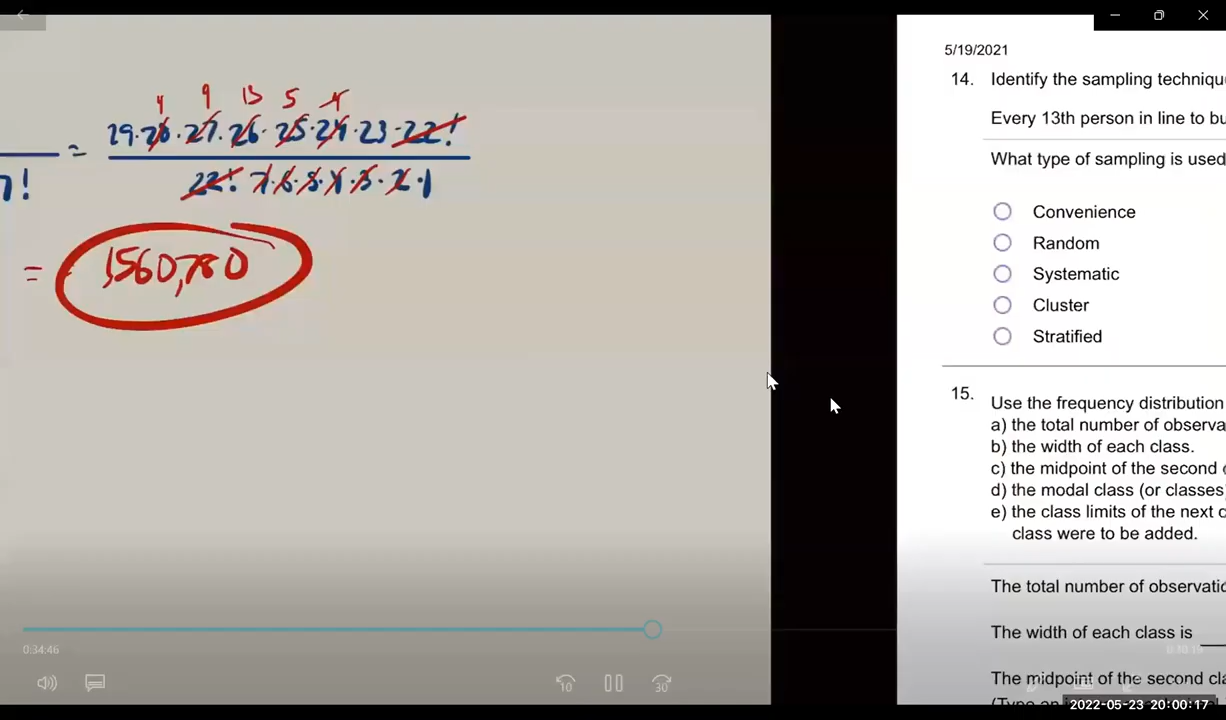 4 9 13 5 4
29·28·27·26·25·24·23·22!
7! = 22! 7·6·5·4·3·2·1
= 1,560,780
5/19/2021
14. Identify the sampling techniqu
Every 13th person in line to bu
What type of sampling is used
Convenience
Random
Systematic
Cluster
Stratified
15. Use the frequency distribution
a) the total number of observa
b) the width of each class.
c) the midpoint of the second
d) the modal class (or classes)
e) the class limits of the next
class were to be added.
The total number of observatio
The width of each class is
The midpoint of the second cla
0:34:46
10
30
2022-05-23 20:00:17